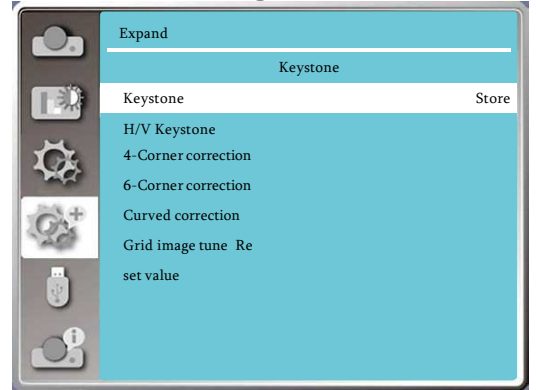 Expand
Keystone
Keystone Store
H/V Keystone
4-Corner correction
6-Corner correction
Curved correction
Grid image tune Re
set value